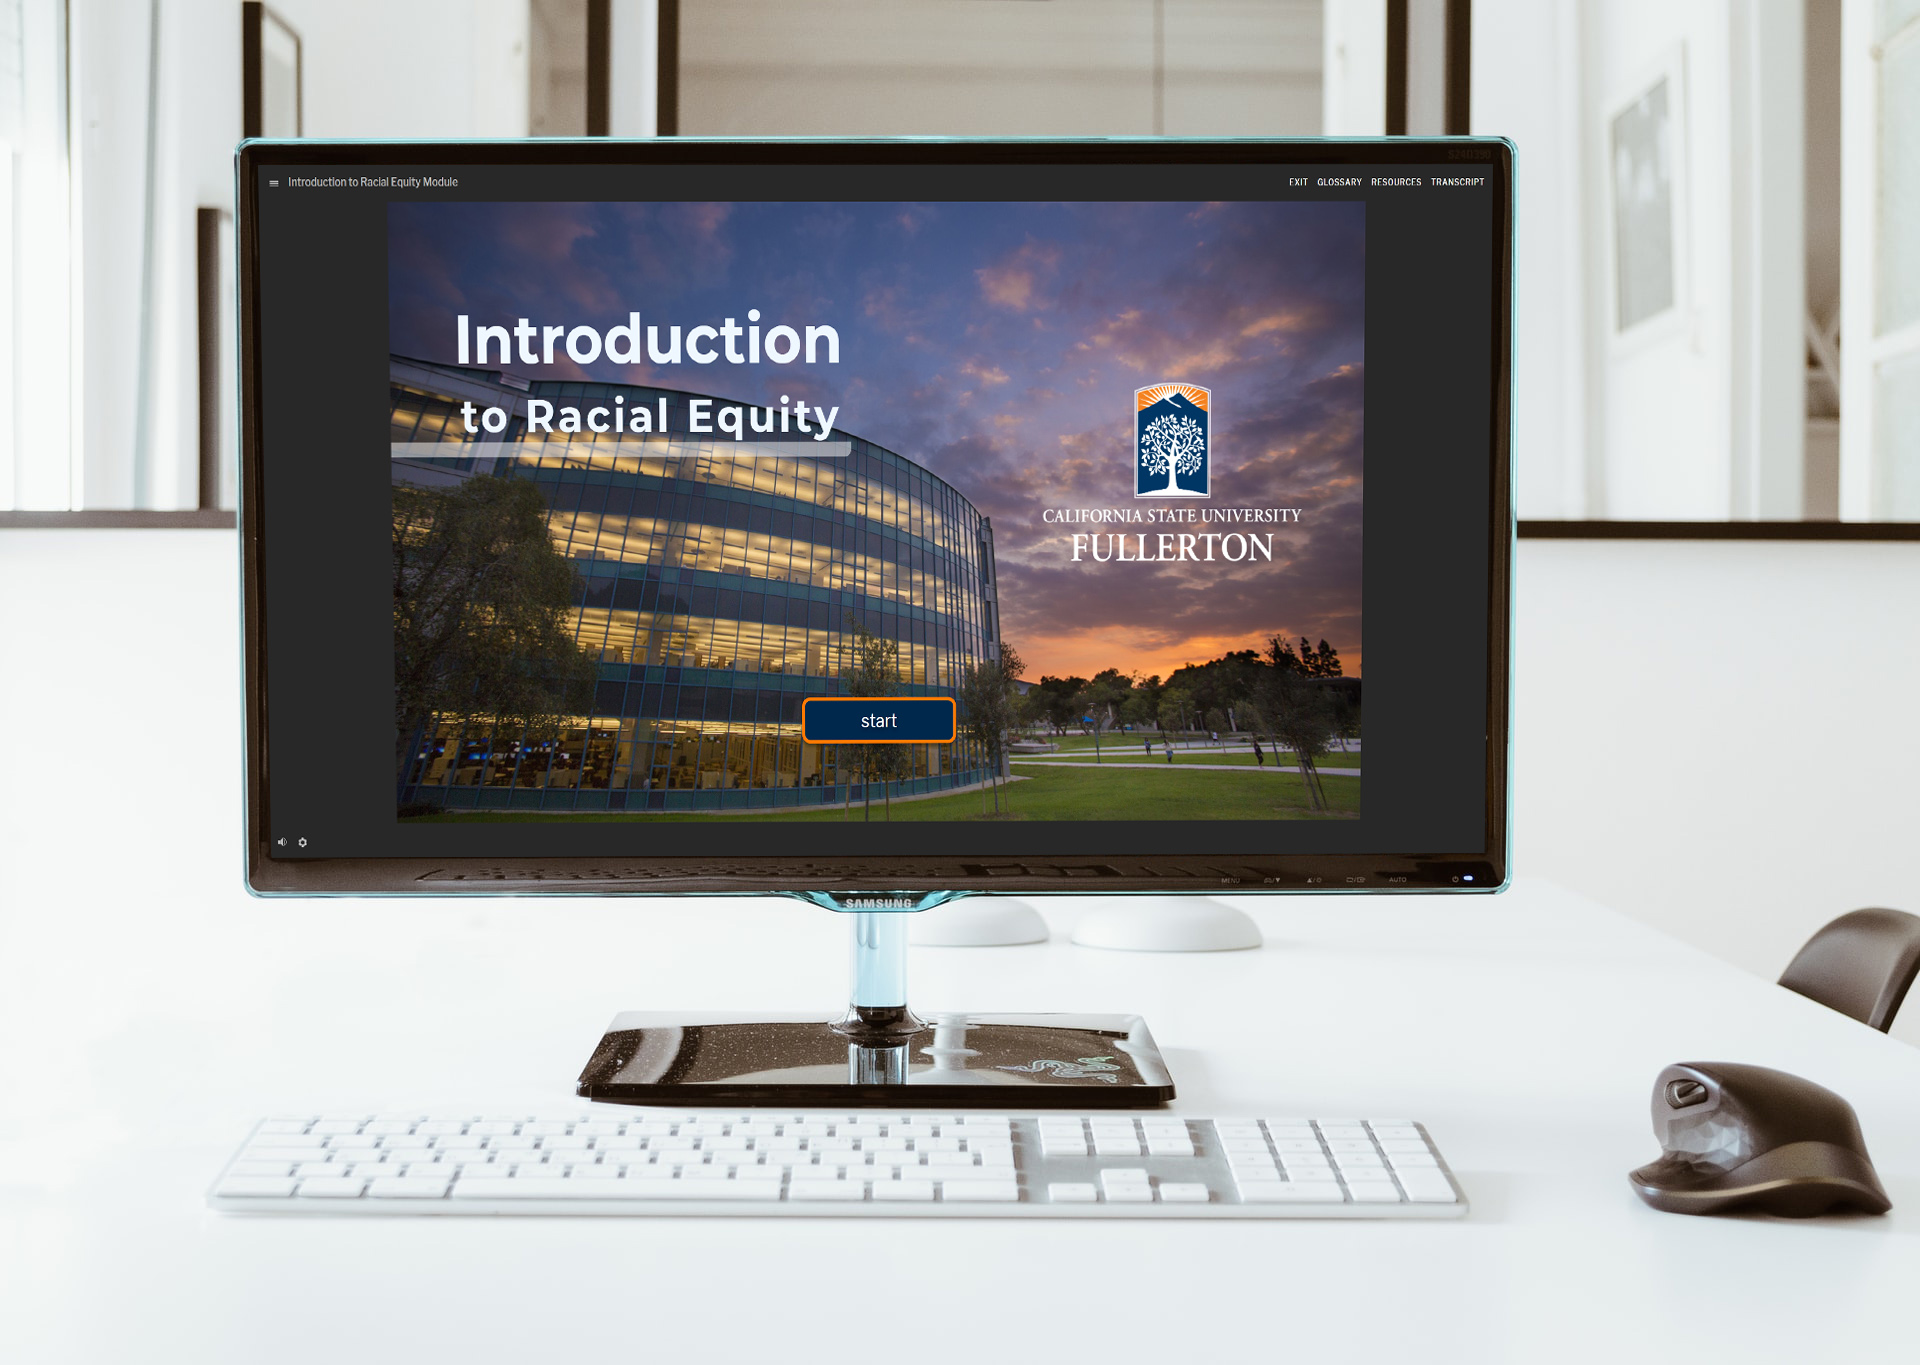 S24D390
Introduction to Racial Equity Module
EXIT GLOSSARY RESOURCES TRANSCRIPT
Introduction
to Racial Equity
CALIFORNIA STATE UNIVERSITY
FULLERTON
start
MENU
AUTO
SAMSUNG